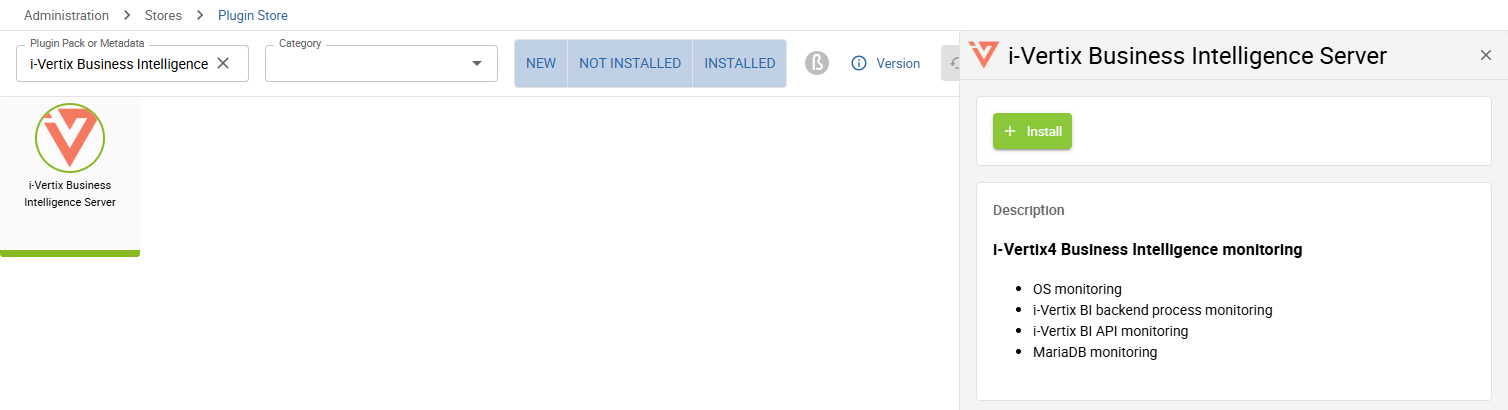 Administration > Stores > Plugin Store
Plugin Pack or Metadata
i-Vertix Business Intelligence
Category
NEW
NOT INSTALLED
INSTALLED
ß
Version
i-Vertix Business
Intelligence Server
i-Vertix Business Intelligence Server
+ Install
Description
i-Vertix4 Business Intelligence monitoring
• OS monitoring
• i-Vertix BI backend process monitoring
• i-Vertix BI API monitoring
• MariaDB monitoring